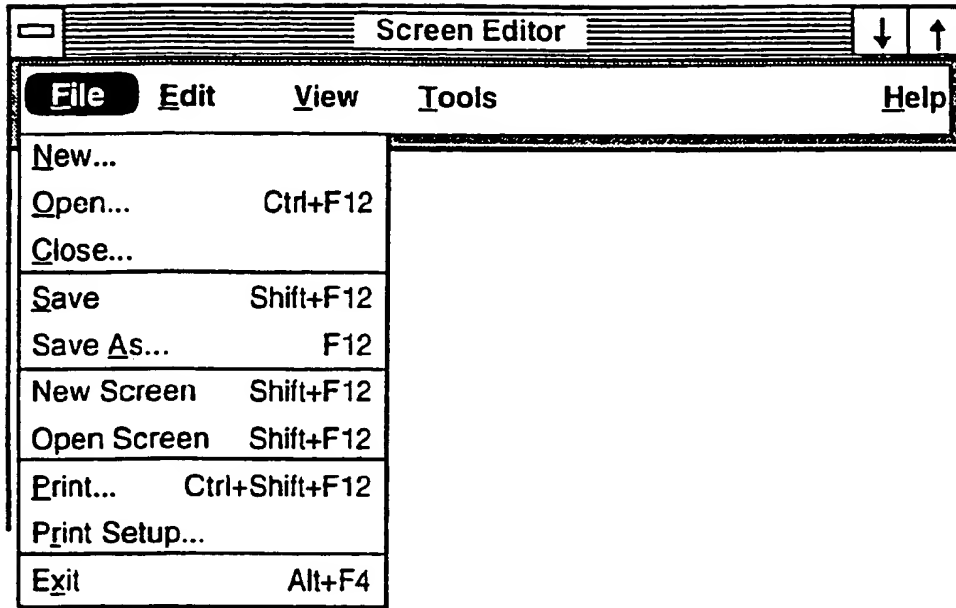 Screen Editor
File Edit View Tools Help
New...
Open... Ctrl+F12
Close...
Save Shift+F12
Save As... F12
New Screen Shift+F12
Open Screen Shift+F12
Print... Ctrl+Shift+F12
Print Setup...
Exit Alt+F4